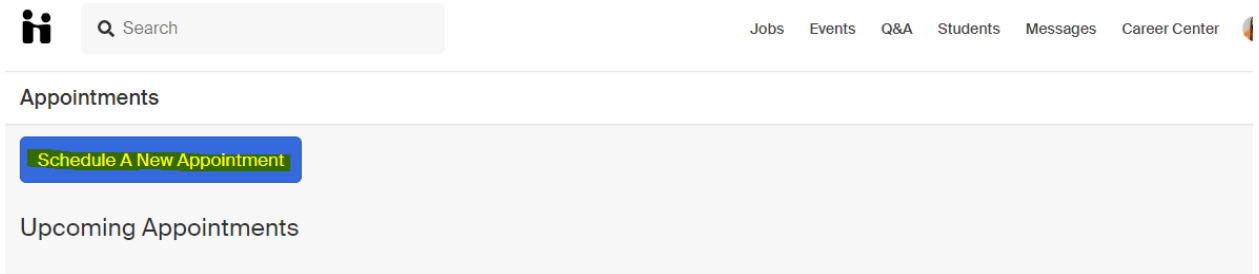 Search
Jobs Events Q&A Students Messages Career Center
Appointments
Schedule A New Appointment
Upcoming Appointments